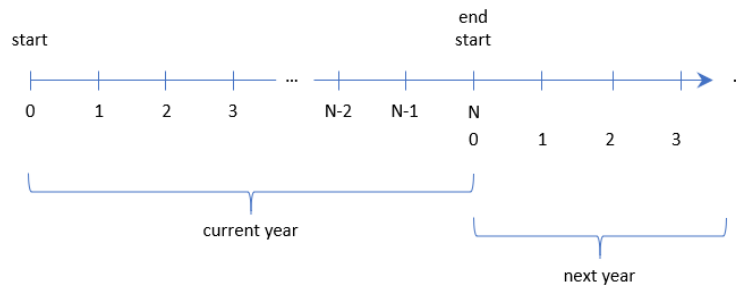 end
start start
0 1 2 3 ... N-2 N-1 N
0 1 2 3
current year
next year